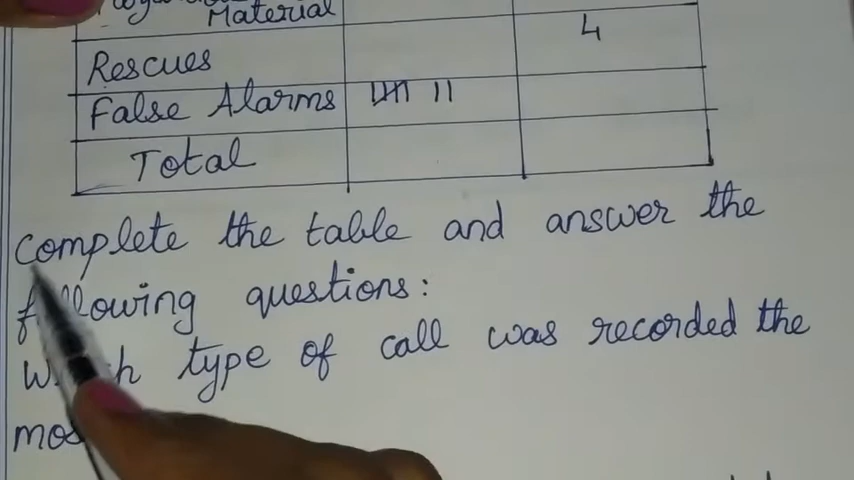 Material
4
Rescues
False Alarms
Total
Complete the table and answer the
following questions:
type of call was recorded the